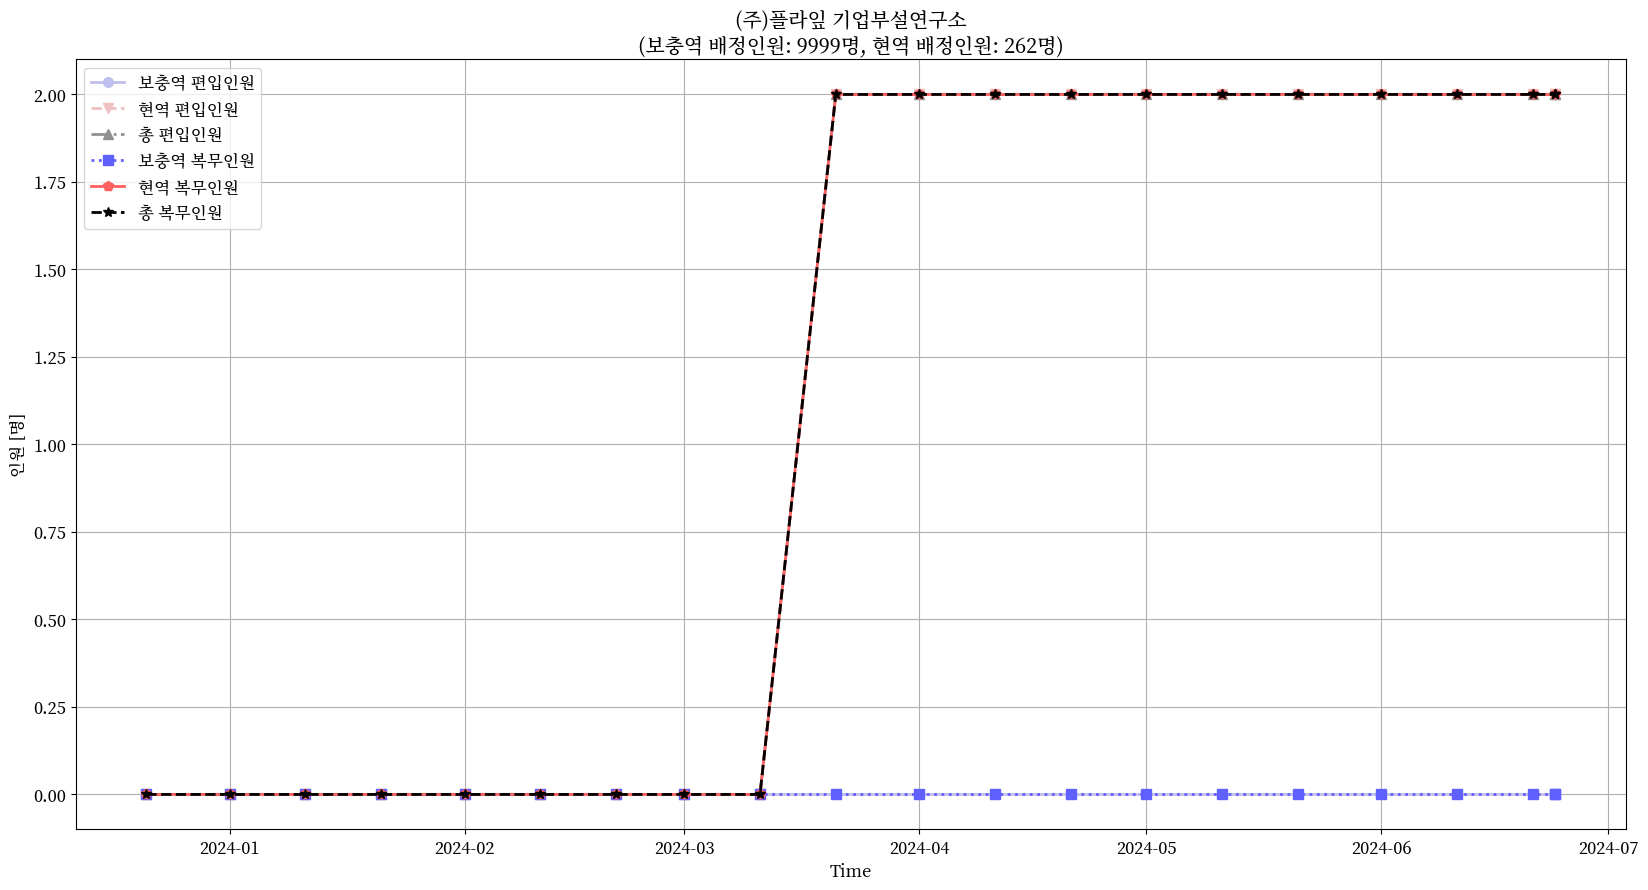 (주)플라잎 기업부설연구소
(보충역 배정인원: 9999명, 현역 배정인원: 262명)
보충역 편입인원
현역 편입인원
총 편입인원
보충역 복무인원
현역 복무인원
총 복무인원
2.00
1.75
1.50
1.25
1.00
0.75
0.50
0.25
0.00
인원 [명]
2024-01
2024-02
2024-03
2024-04
2024-05
2024-06
2024-07
Time